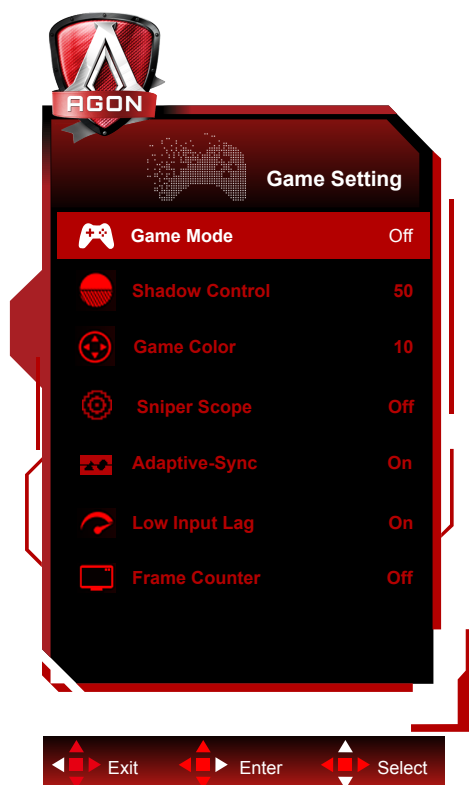 AGON
Game Setting
Game Mode Off
Shadow Control 50
Game Color 10
Sniper Scope Off
Adaptive-Sync On
Low Input Lag On
Frame Counter Off
Exit Enter Select